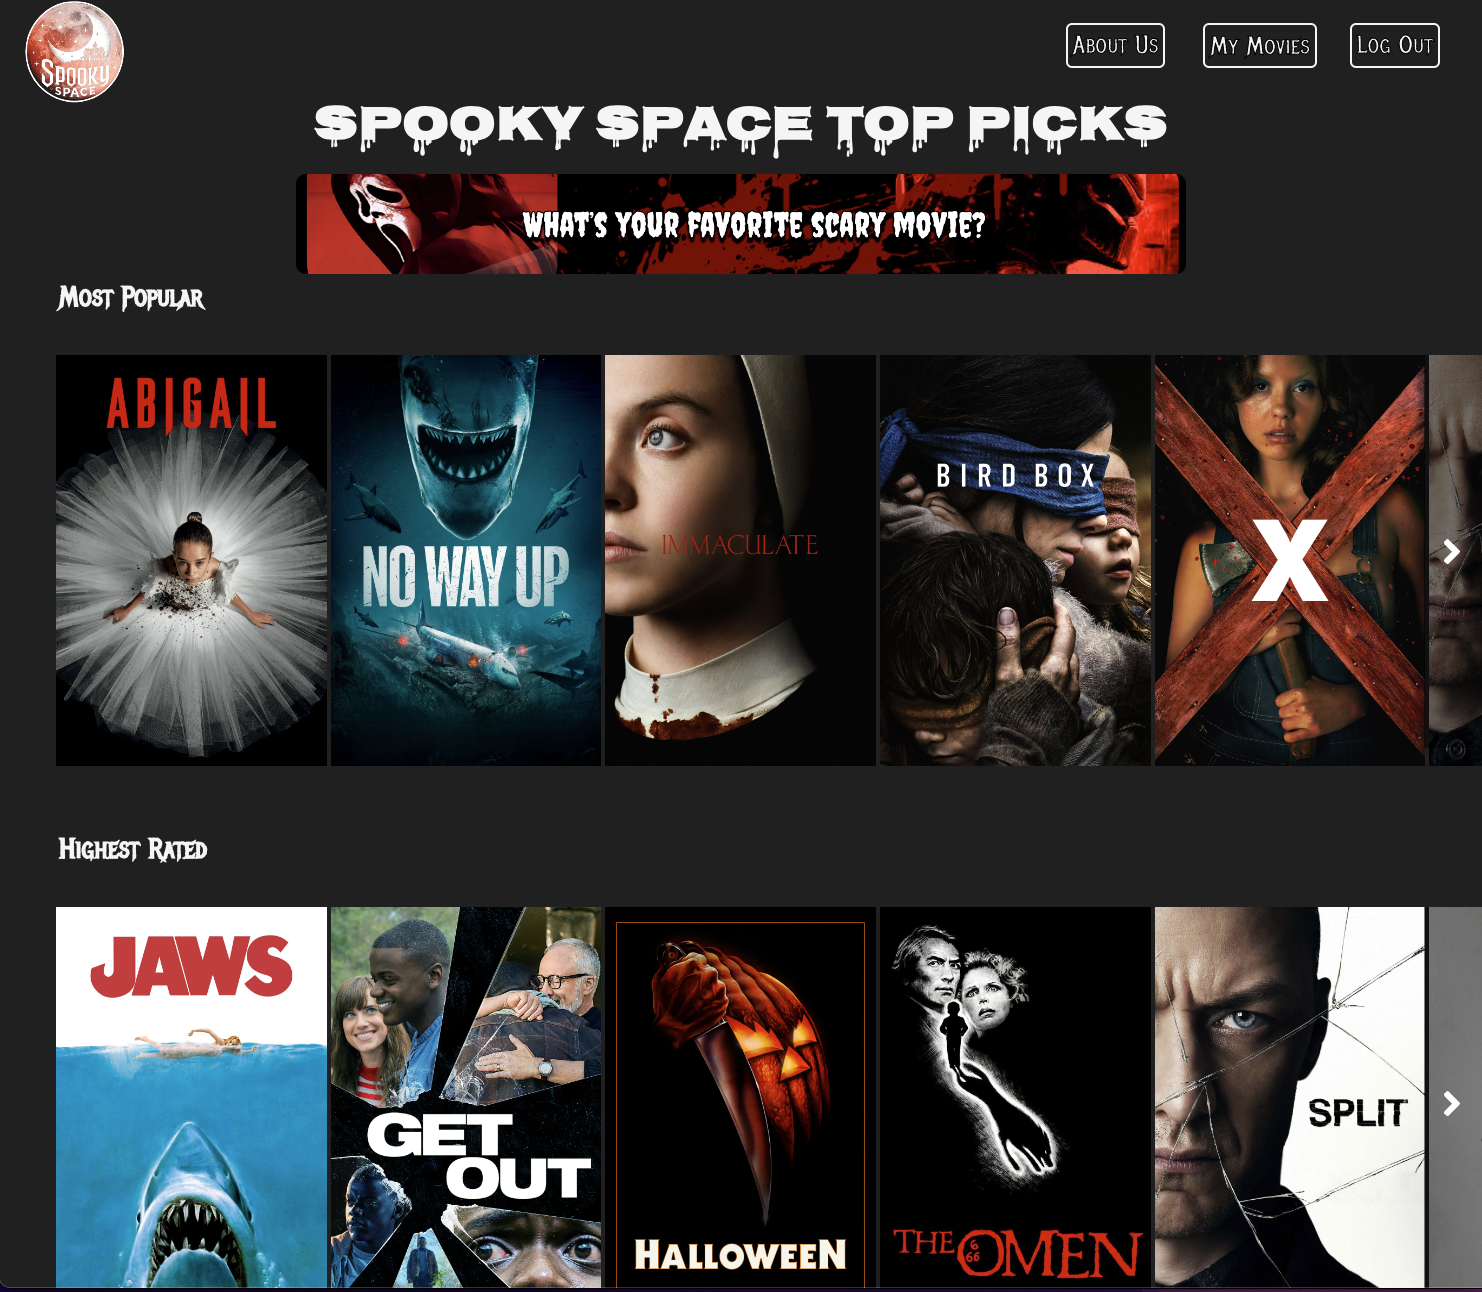 Spooky
SPACE
About Us
My Movies
Log Out
SPOOKY SPACE TOP PICKS
WHAT'S YOUR FAVORITE SCARY MOVIE?
Most Popular
ABIGAIL
NO WAY UP
IMMACULATE
BIRD BOX
X
Highest Rated
JAWS
GET
OUT
HALLOWEEN
THE OMEN
666
SPLIT